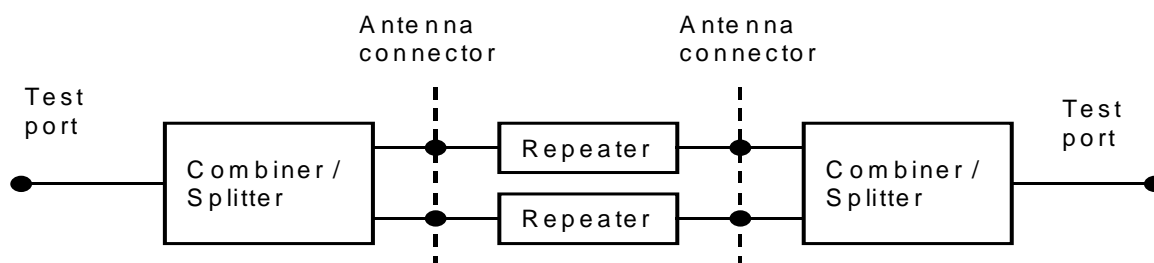 Antenna
connector
Antenna
connector
Test
port
Test
port
Combiner/
Splitter
Repeater
Repeater
Combiner/
Splitter